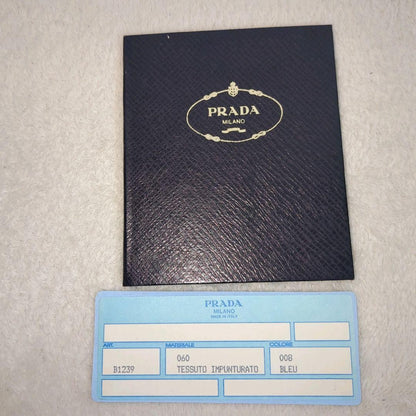 PRADA
MILANO
PRADA
MILANO
MADE IN ITALY
ART. MATERIALE COLORE
060 008
B1239 TESSUTO IMPUNTURATO BLEU